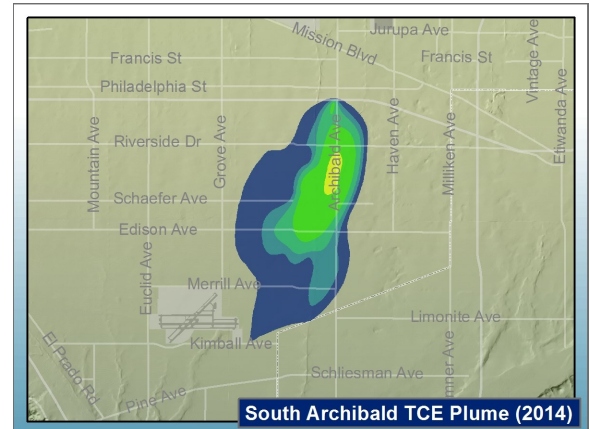 Jurupa Ave
Mission Blvd
Francis St
Francis St
Vintage Ave
Philadelphia St
Etiwanda Ave
Mountain Ave
Grove Ave
Riverside Dr
Archibald Ave
Haven Ave
Milliken Ave
Schaefer Ave
Edison Ave
Euclid Ave
Merrill Ave
Limonite Ave
El Prado Rd
Kimball Ave
mner Ave
Schliesman Ave
Pine Ave
South Archibald TCE Plume (2014)